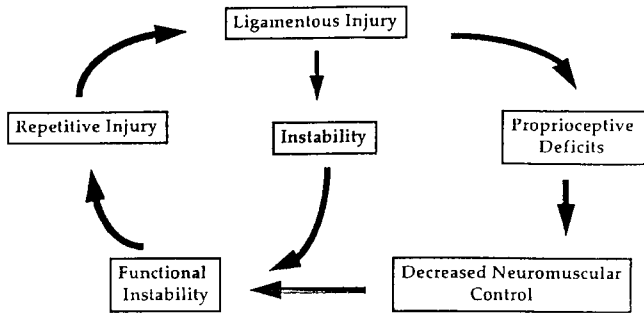 Ligamentous Injury
Repetitive Injury
Instability
Proprioceptive
Deficits
Functional
Instability
Decreased Neuromuscular
Control